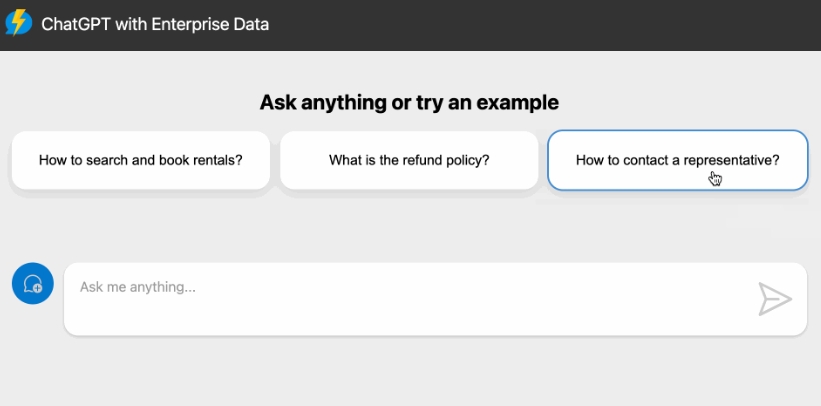 ChatGPT with Enterprise Data
Ask anything or try an example
How to search and book rentals?
What is the refund policy?
How to contact a representative?
Ask me anything...